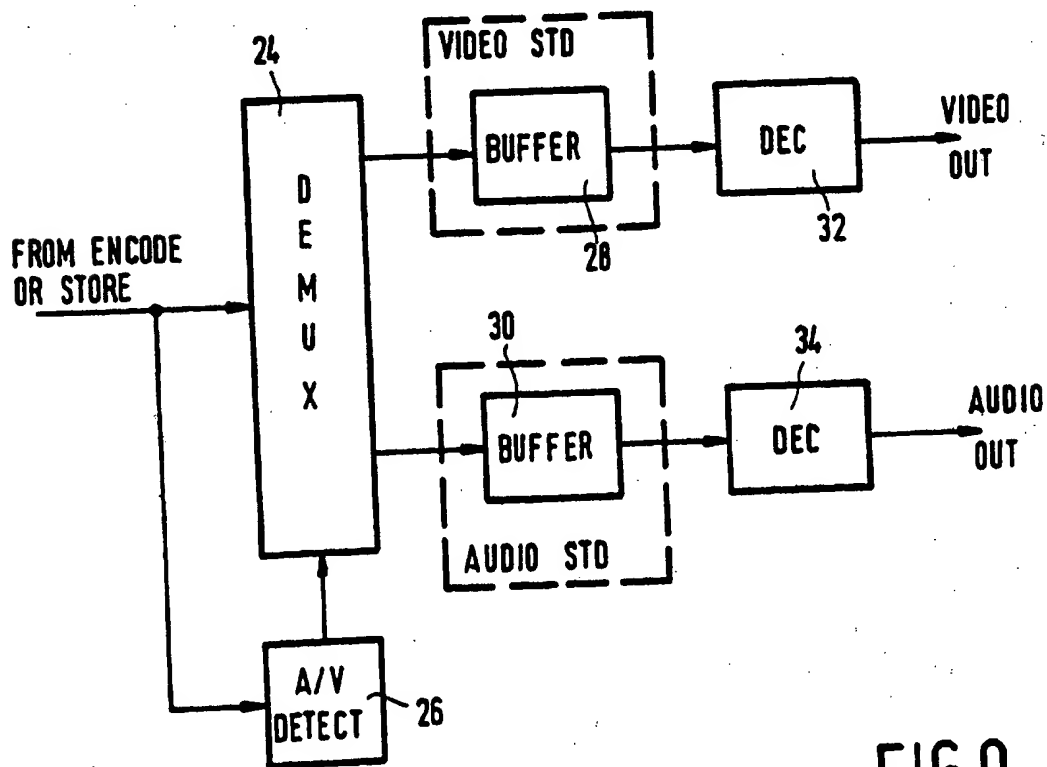 24
VIDEO STD
BUFFER
28
DEC
32
VIDEO
OUT
D
E
M
U
X
FROM ENCODE
OR STORE
30
BUFFER
AUDIO STD
34
DEC
AUDIO
OUT
A/V
DETECT
26